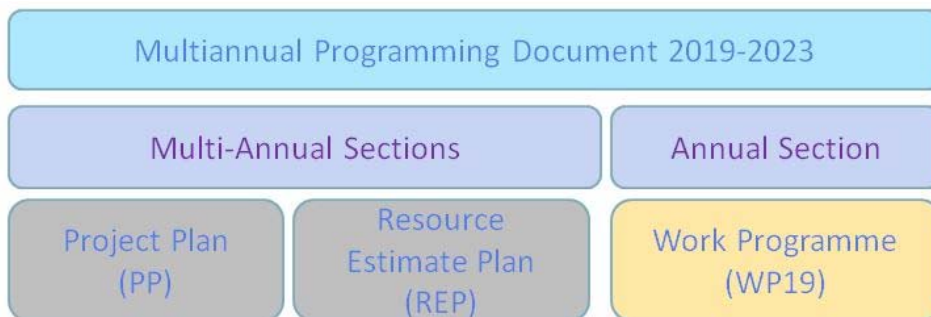 Multiannual Programming Document 2019-2023
Multi-Annual Sections
Annual Section
Project Plan
(PP)
Resource
Estimate Plan
(REP)
Work Programme
(WP19)